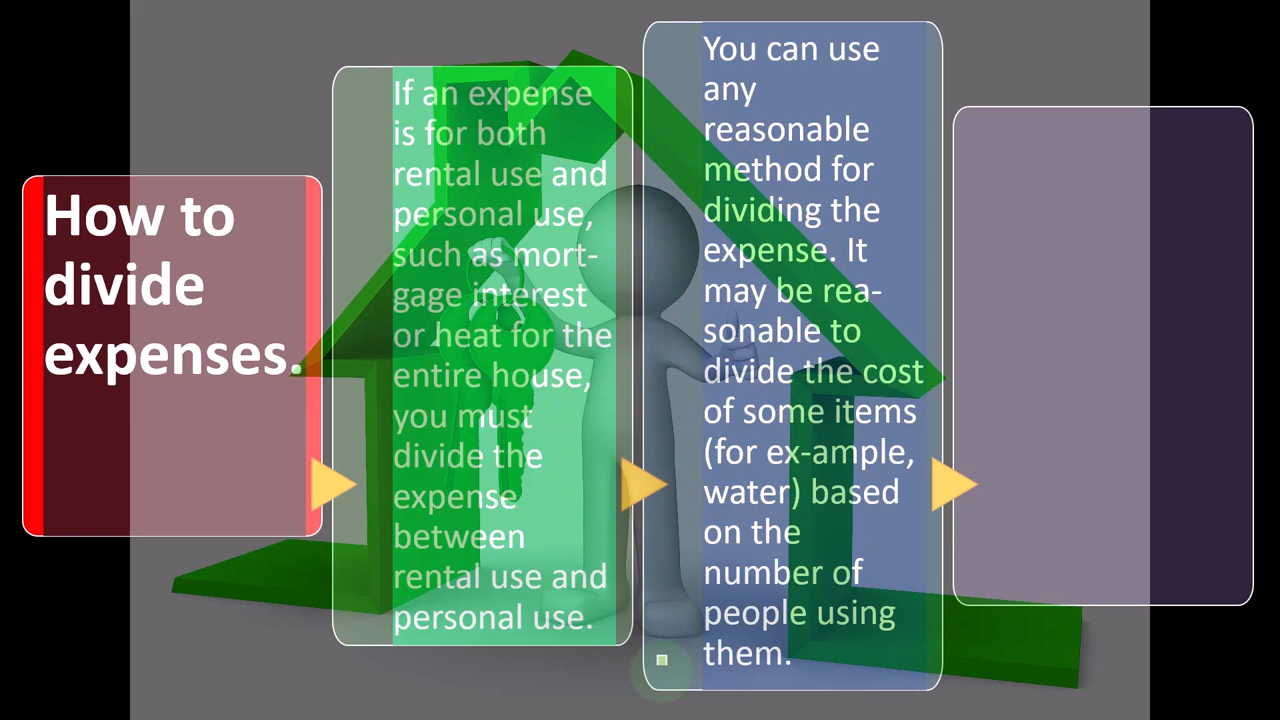 How to
divide
expenses.
If an expense
is for both
rental use and
personal use,
such as mort-
gage interest
or heat for the
entire house,
you must
divide the
expense
between
rental use and
personal use.
You can use
any
reasonable
method for
dividing the
expense. It
may be rea-
sonable to
divide the cost
of some items
(for ex-ample,
water) based
on the
number of
people using
them.